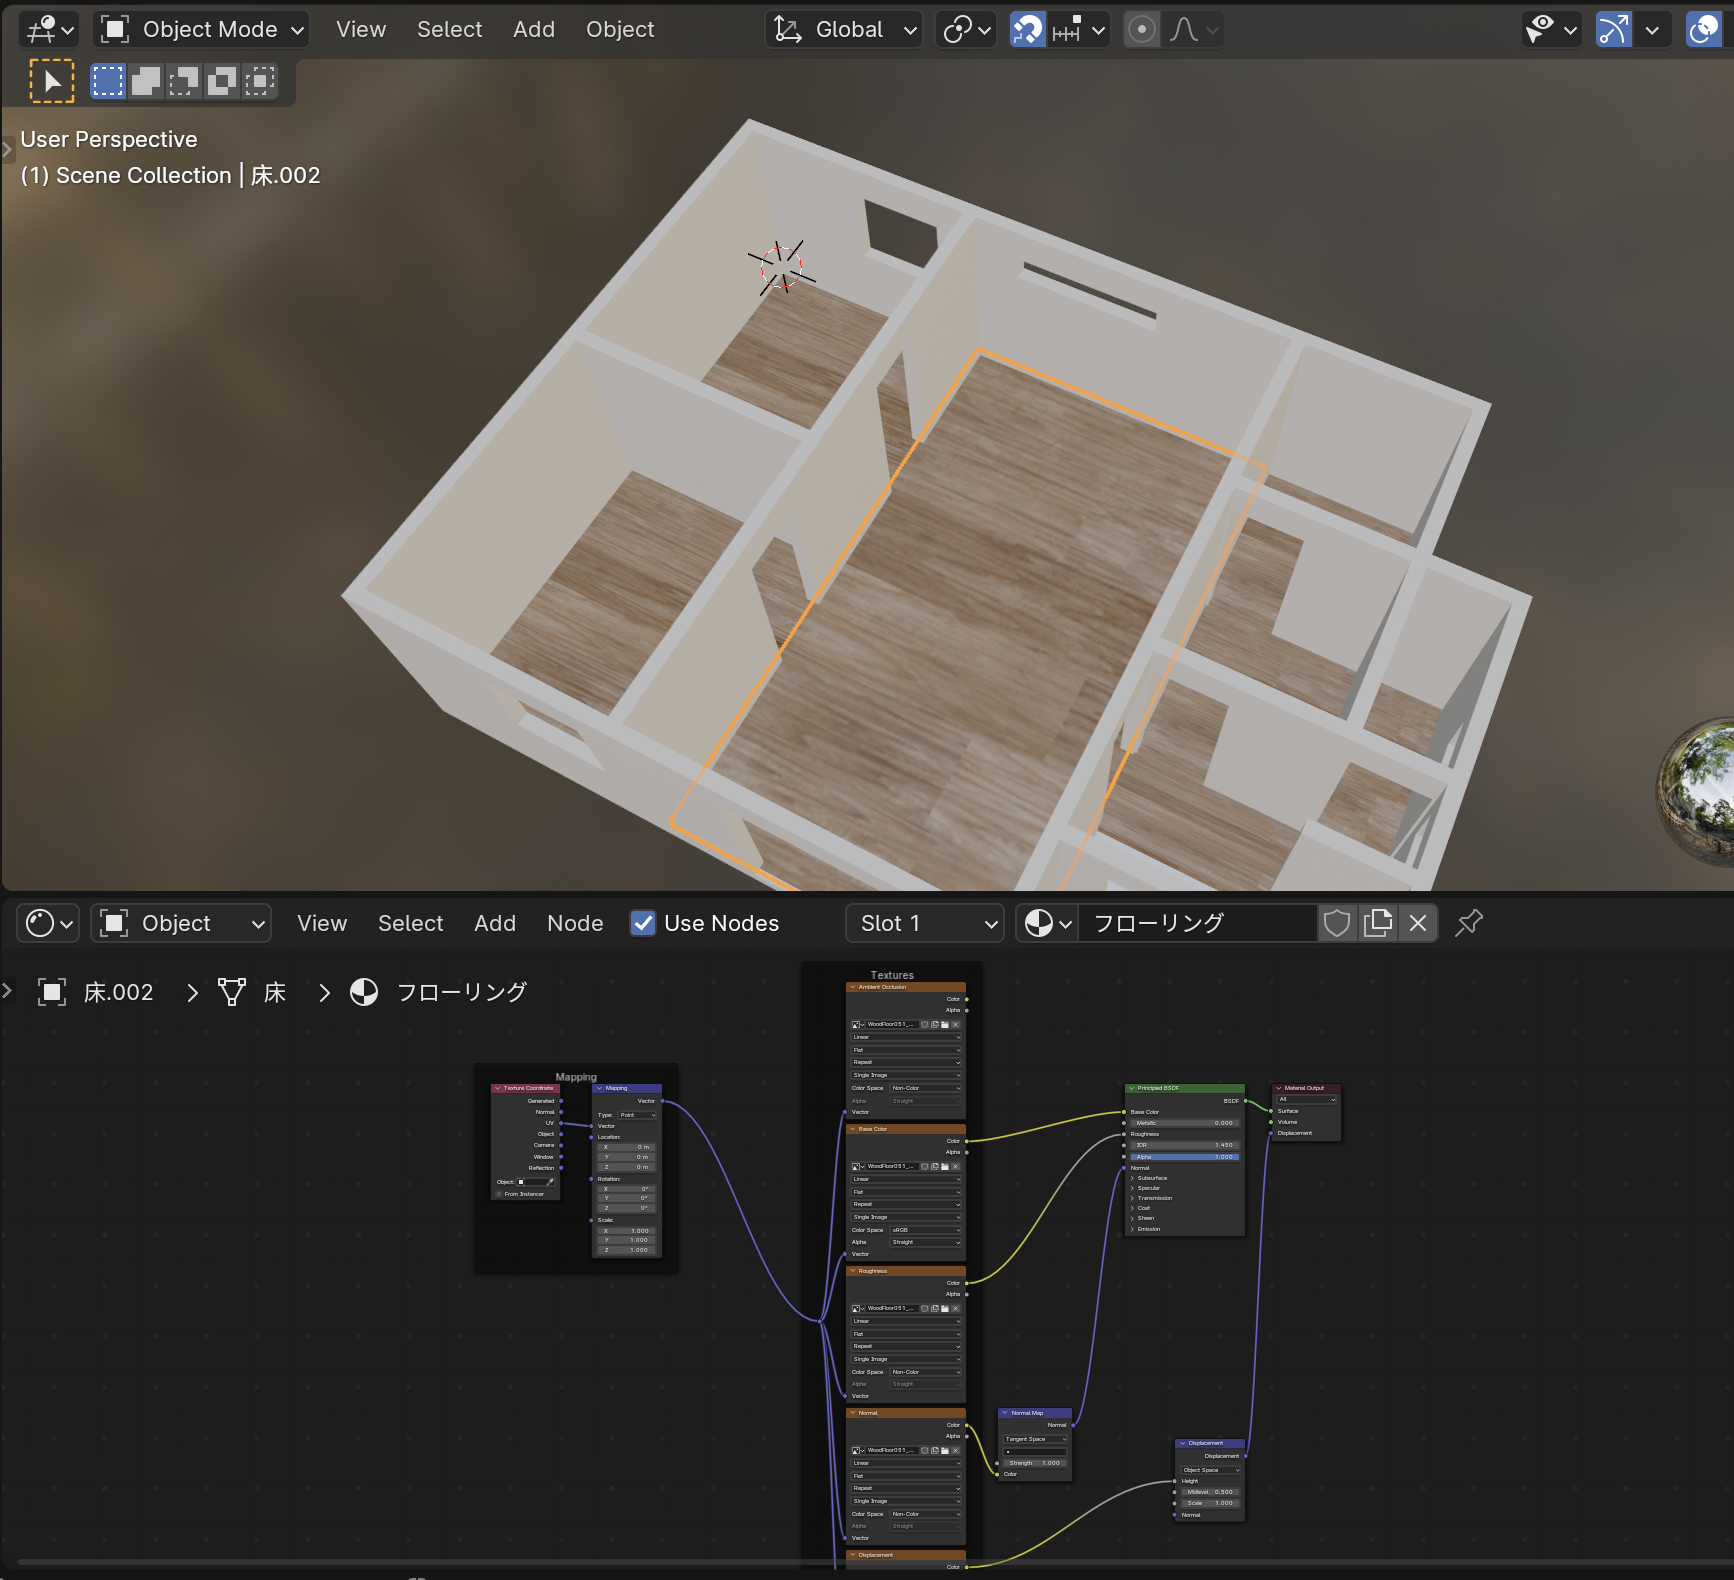 Object Mode View Select Add Object Global
User Perspective
(1) Scene Collection | 床.002
Object View Select Add Node Use Nodes Slot 1 フローリング
床.002 > 床 > フローリング
Textures
Ambient Occlusion
Color
Alpha
WoodFloor051_...
Linear
Flat
Repeat
Single Image
Color Space Non-Color
Alpha Straight
Vector
Base Color
Color
Alpha
WoodFloor051_...
Linear
Flat
Repeat
Single Image
Color Space sRGB
Alpha Straight
Vector
Roughness
Color
Alpha
WoodFloor051_...
Linear
Flat
Repeat
Single Image
Color Space Non-Color
Alpha Straight
Vector
Normal
Color
Alpha
WoodFloor051_...
Linear
Flat
Repeat
Single Image
Color Space Non-Color
Alpha Straight
Vector
Displacement
Color
Mapping
Texture Coordinate
Generated
Normal
UV
Object
Camera
Window
Reflection
Object:
From Instancer
Mapping
Vector
Type: Point
Vector
Location:
X 0 m
Y 0 m
Z 0 m
Rotation:
X 0°
Y 0°
Z 0°
Scale:
X 1.000
Y 1.000
Z 1.000
Principled BSDF
BSDF
Base Color
Metallic 0.000
Roughness
IOR 1.450
Alpha 1.000
Normal
Subsurface
Specular
Transmission
Coat
Sheen
Emission
Material Output
All
Surface
Volume
Displacement
Normal Map
Normal
Tangent Space
Strength 1.000
Color
Displacement
Displacement
Object Space
Height
Midlevel 0.500
Scale 1.000
Normal